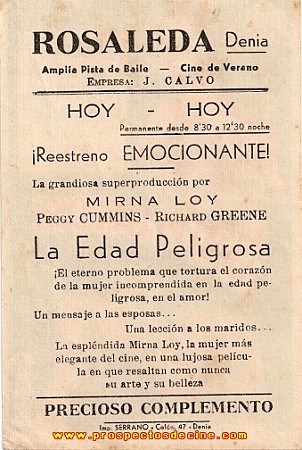 ROSALEDA Denia
Amplia Pista de Baile — Cine de Verano
EMPRESA: J. CALVO
HOY - HOY
Permanente desde 8'30 a 12'30 noche
¡Reestreno EMOCIONANTE!
La grandiosa superproducción por
MIRNA LOY
PEGGY CUMMINS - RICHARD GREENE
La Edad Peligrosa
¡El eterno problema que tortura el corazón
de la mujer incomprendida en la edad pe-
ligrosa, en el amor!
Un mensaje a las esposas...
Una lección a los maridos...
La espléndida Mirna Loy, la mujer más
elegante del cine, en una lujosa pelícu-
la en que resaltan como nunca
su arte y su belleza
PRECIOSO COMPLEMENTO
Imp. SERRANO - Colón, 47 - Denia
www.prospectosdecine.com